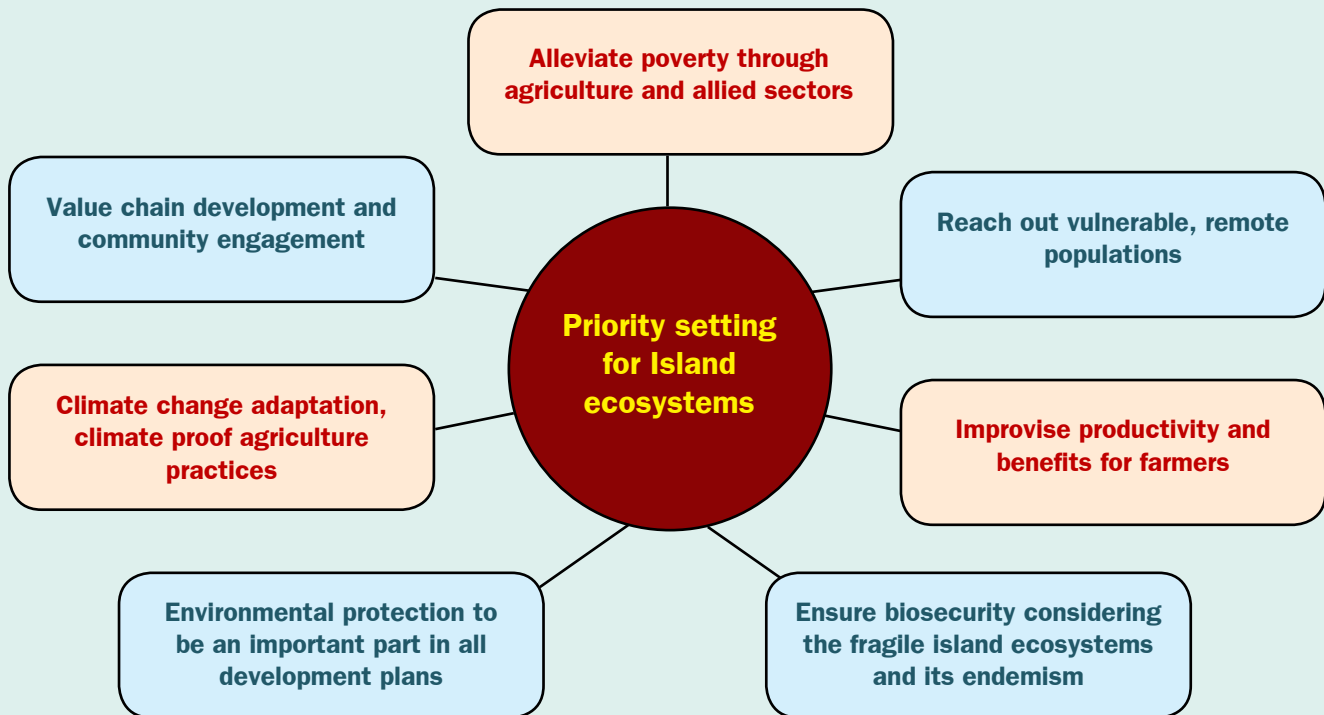 Alleviate poverty through
agriculture and allied sectors
Value chain development and
community engagement
Reach out vulnerable, remote
populations
Priority setting
for Island
ecosystems
Climate change adaptation,
climate proof agriculture
practices
Improvise productivity and
benefits for farmers
Environmental protection to
be an important part in all
development plans
Ensure biosecurity considering
the fragile island ecosystems
and its endemism